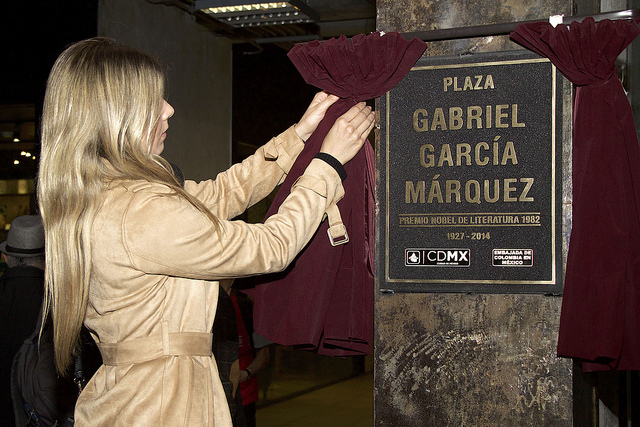 PLAZA
GABRIEL
GARCÍA
MÁRQUEZ
PREMIO NOBEL DE LITERATURA 1982
1927 - 2014
CDMX
EMBAJADA DE
COLOMBIA EN
MÉXICO